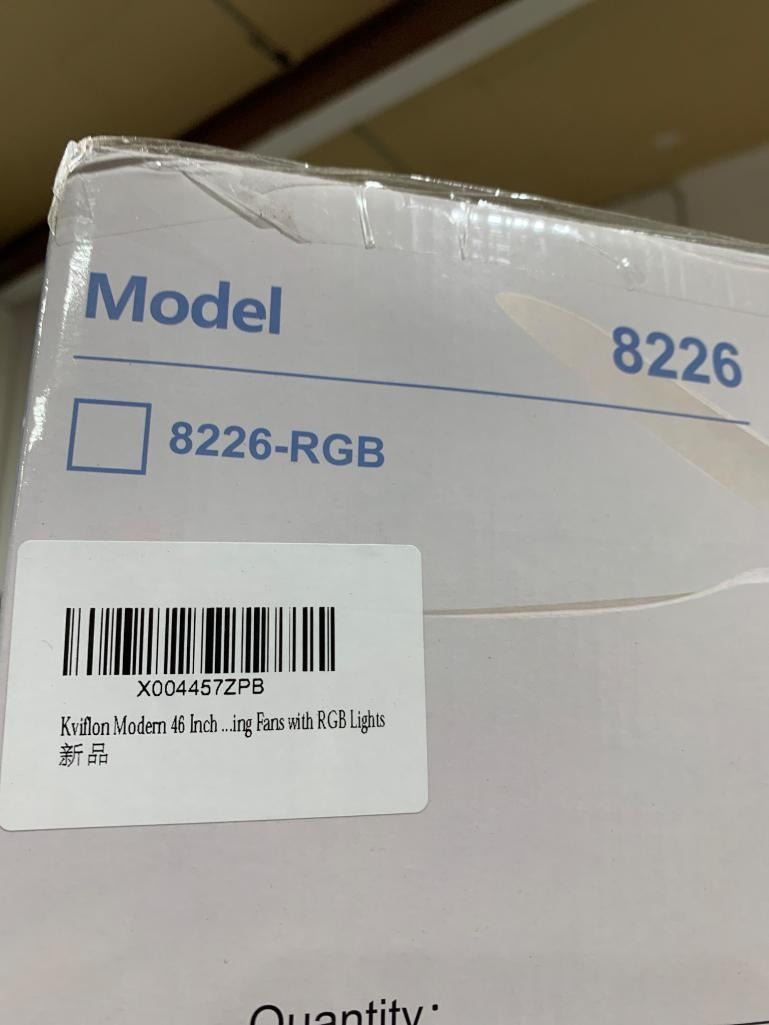 Model 8226
8226-RGB
X004457ZPB
Kviflon Modern 46 Inch ...ing Fans with RGB Lights
新品
Quantity: